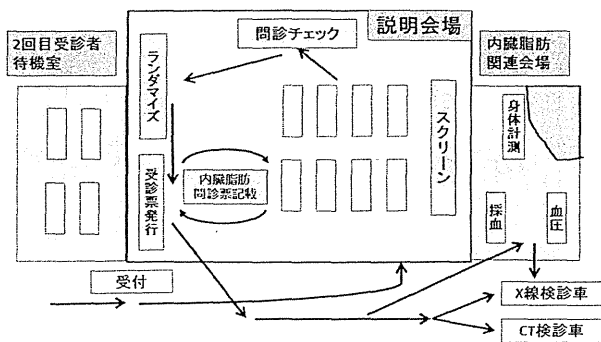 2回目受診者
待機室
ランダマイズ
問診チェック
説明会場
内臓脂肪
関連会場
身体計測
スクリーン
受診票発行
内臓脂肪
問診票記載
採血
血圧
受付
X線検診車
CT検診車